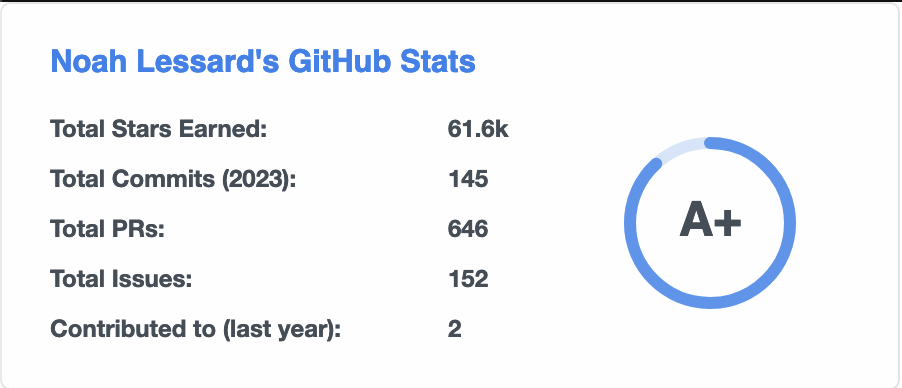 Noah Lessard's GitHub Stats
Total Stars Earned: 61.6k
Total Commits (2023): 145
Total PRs: 646
Total Issues: 152
Contributed to (last year): 2
A+